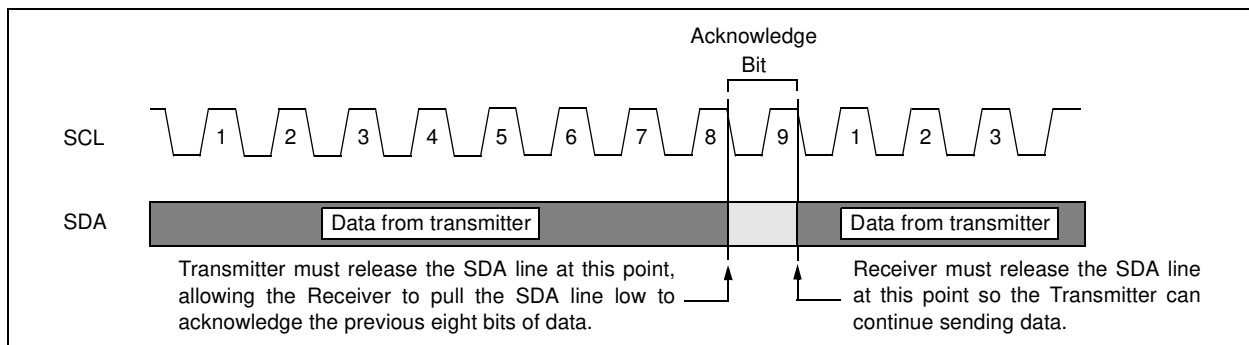 Acknowledge
Bit
SCL
1 2 3 4 5 6 7 8 9 1 2 3
SDA
Data from transmitter
Data from transmitter
Transmitter must release the SDA line at this point,
allowing the Receiver to pull the SDA line low to
acknowledge the previous eight bits of data.
Receiver must release the SDA line
at this point so the Transmitter can
continue sending data.